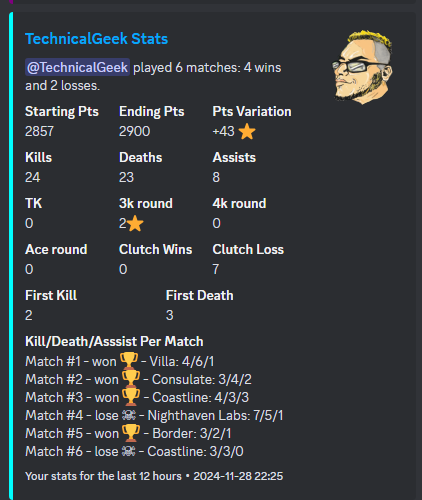 TechnicalGeek Stats
@TechnicalGeek played 6 matches: 4 wins
and 2 losses.
Starting Pts Ending Pts Pts Variation
2857 2900 +43 ⭐
Kills Deaths Assists
24 23 8
TK 3k round 4k round
0 2⭐ 0
Ace round Clutch Wins Clutch Loss
0 0 7
First Kill First Death
2 3
Kill/Death/Asssist Per Match
Match #1 - won 🏆 - Villa: 4/6/1
Match #2 - won 🏆 - Consulate: 3/4/2
Match #3 - won 🏆 - Coastline: 4/3/3
Match #4 - lose ☠ - Nighthaven Labs: 7/5/1
Match #5 - won 🏆 - Border: 3/2/1
Match #6 - lose ☠ - Coastline: 3/3/0
Your stats for the last 12 hours • 2024-11-28 22:25